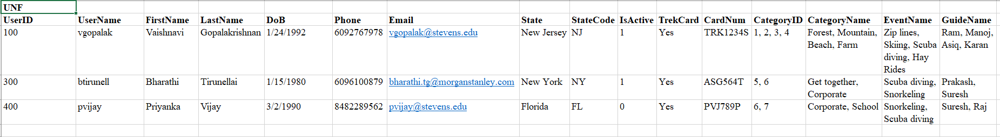 UNF
UserID UserName FirstName LastName DoB Phone Email State StateCode IsActive TrekCard CardNum CategoryID CategoryName EventName GuideName
100 vgopalak Vaishnavi Gopalakrishnan 1/24/1992 6092767978 vgopalak@stevens.edu New Jersey NJ 1 Yes TRK1234S 1, 2, 3, 4 Forest, Mountain, Zip lines, Ram, Manoj,
Beach, Farm Skiing, Scuba Asiq, Karan
diving, Hay
Rides
300 btirunell Bharathi Tirunellai 1/15/1980 6096100879 bharathi.tg@morganstanley.com New York NY 1 Yes ASG564T 5, 6 Get together, Scuba diving, Prakash,
Corporate Snorkeling Suresh
400 pvijay Priyanka Vijay 3/2/1990 8482289562 pvijay@stevens.edu Florida FL 0 Yes PVJ789P 6, 7 Corporate, School Snorkeling, Suresh, Raj
Scuba diving